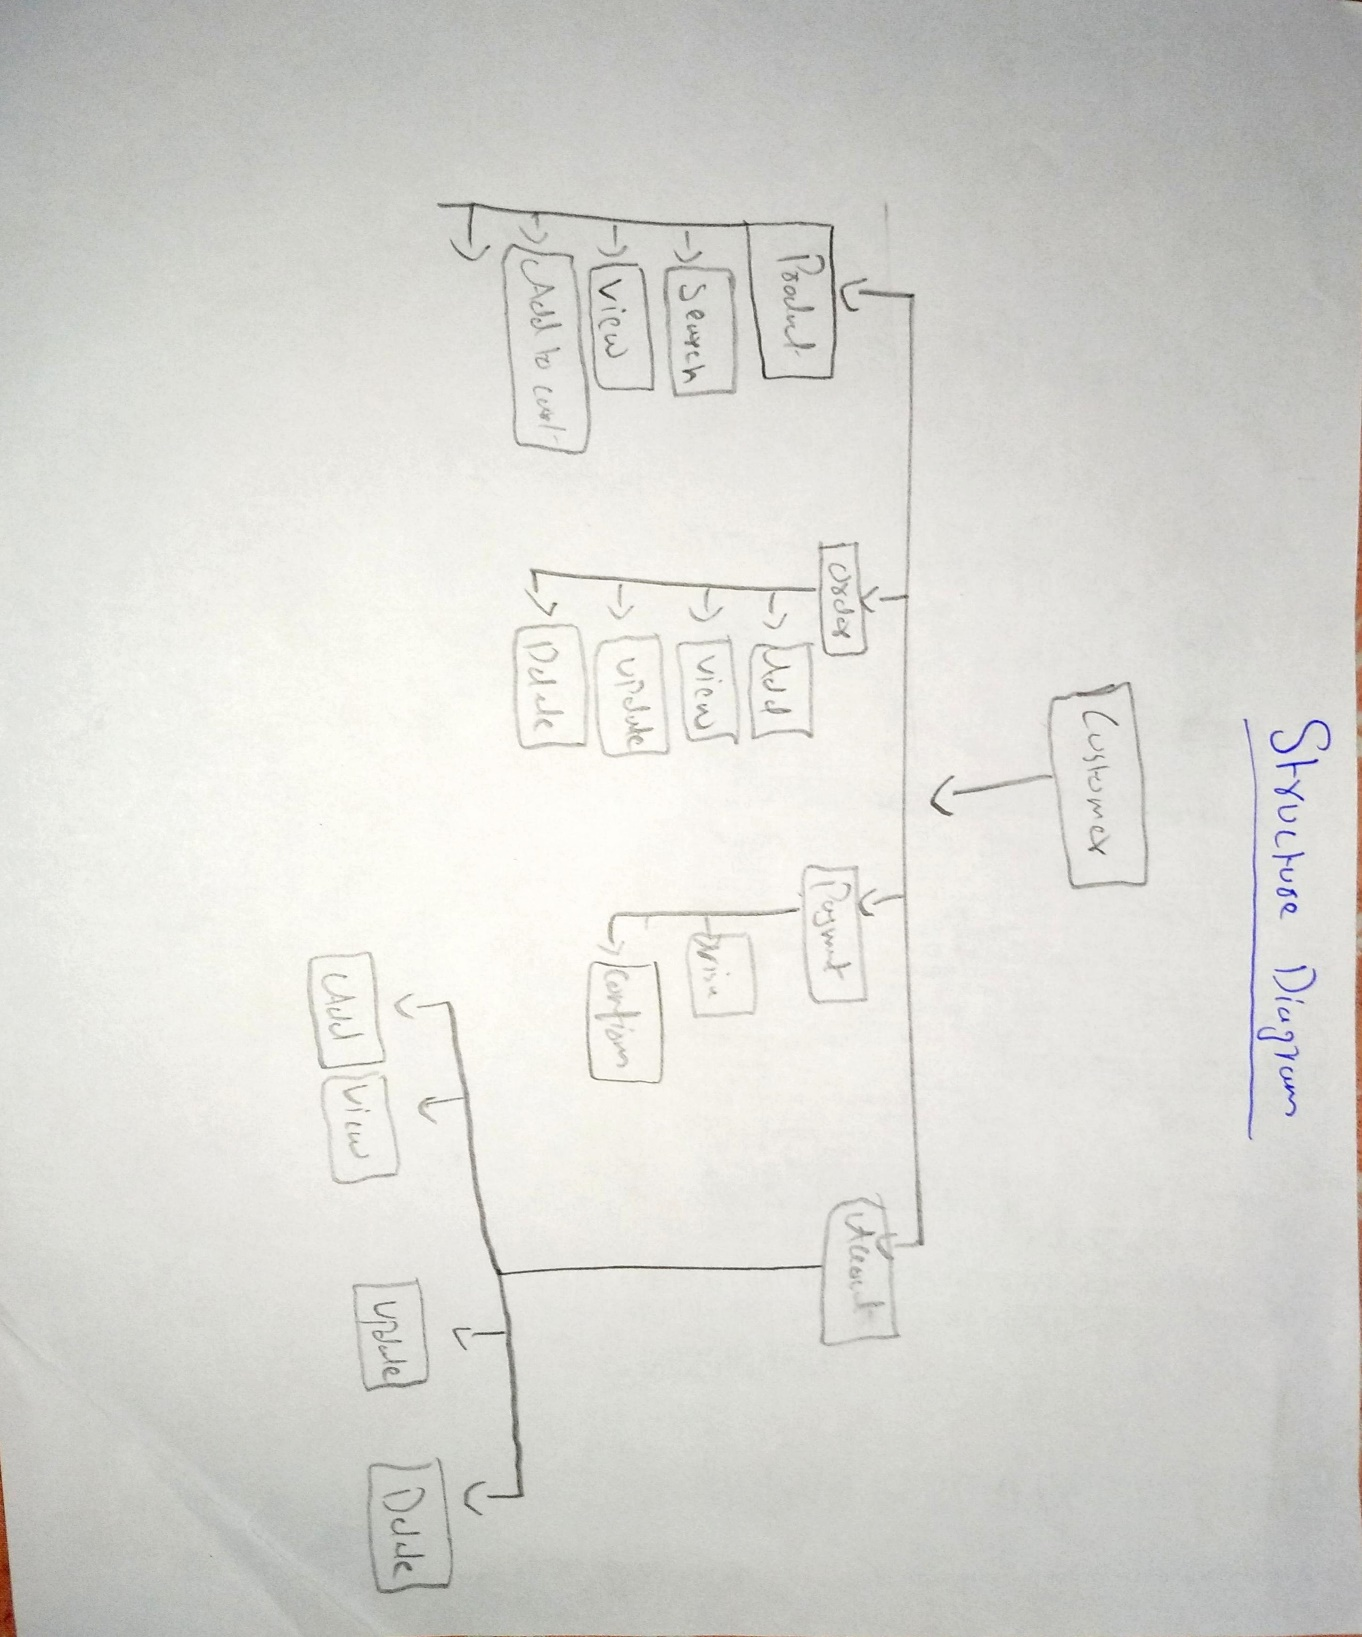 Structure Diagram
Customer
Product
Order
Payment
Account
Search
View
Add to cart
Add
View
Update
Delete
Confirm
Add
View
Update
Delete